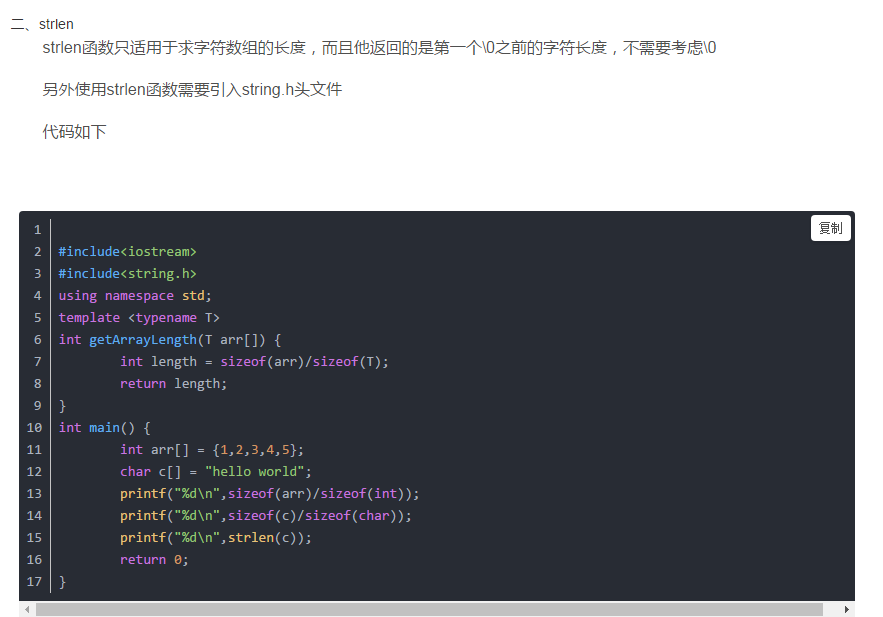 二、strlen
strlen函数只适用于求字符数组的长度，而且他返回的是第一个\0之前的字符长度，不需要考虑\0
另外使用strlen函数需要引入string.h头文件
代码如下
复制
1
2 #include<iostream>
3 #include<string.h>
4 using namespace std;
5 template <typename T>
6 int getArrayLength(T arr[]) {
7         int length = sizeof(arr)/sizeof(T);
8         return length;
9 }
10 int main() {
11         int arr[] = {1,2,3,4,5};
12         char c[] = "hello world";
13         printf("%d\n",sizeof(arr)/sizeof(int));
14         printf("%d\n",sizeof(c)/sizeof(char));
15         printf("%d\n",strlen(c));
16         return 0;
17 }